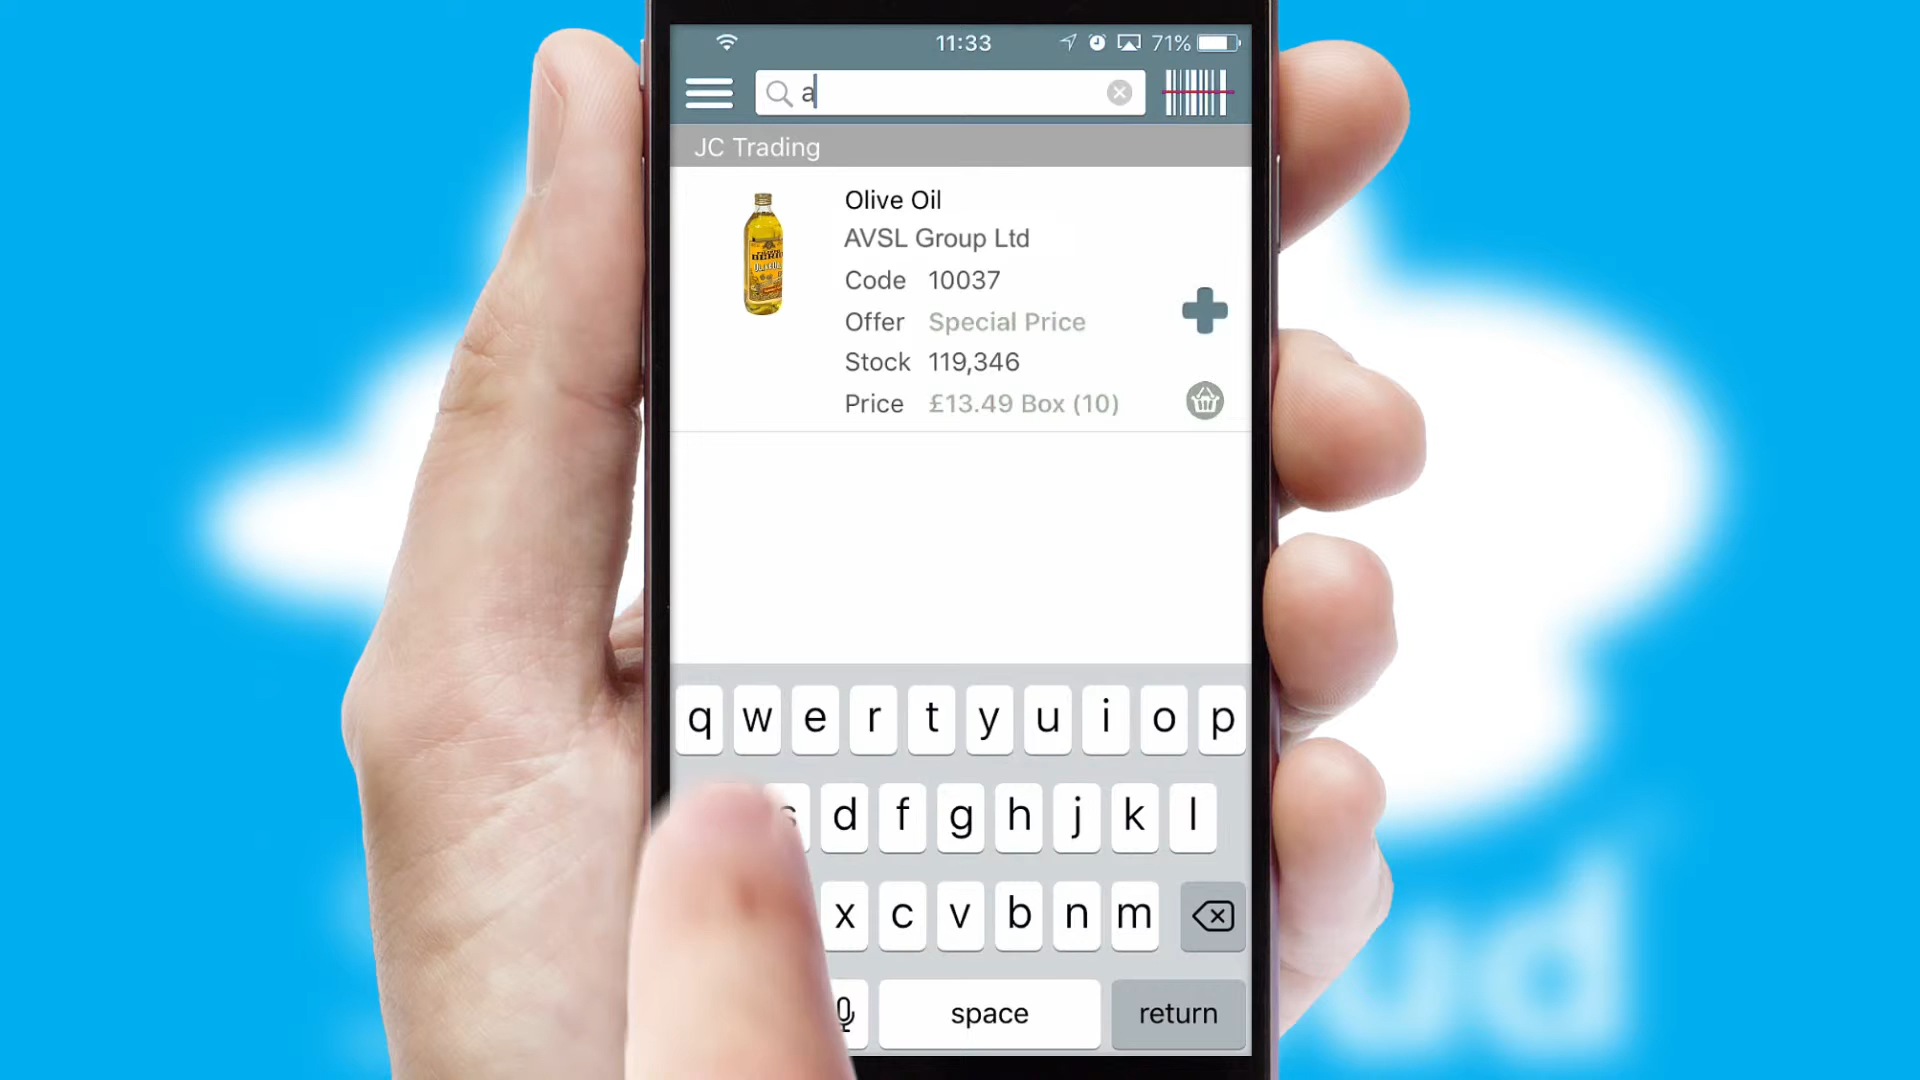 11:33
71%
a
JC Trading
Olive Oil
AVSL Group Ltd
Code 10037
Offer Special Price
Stock 119,346
Price £13.49 Box (10)
q w e r t y u i o p
s d f g h j k l
x c v b n m
space return
ud